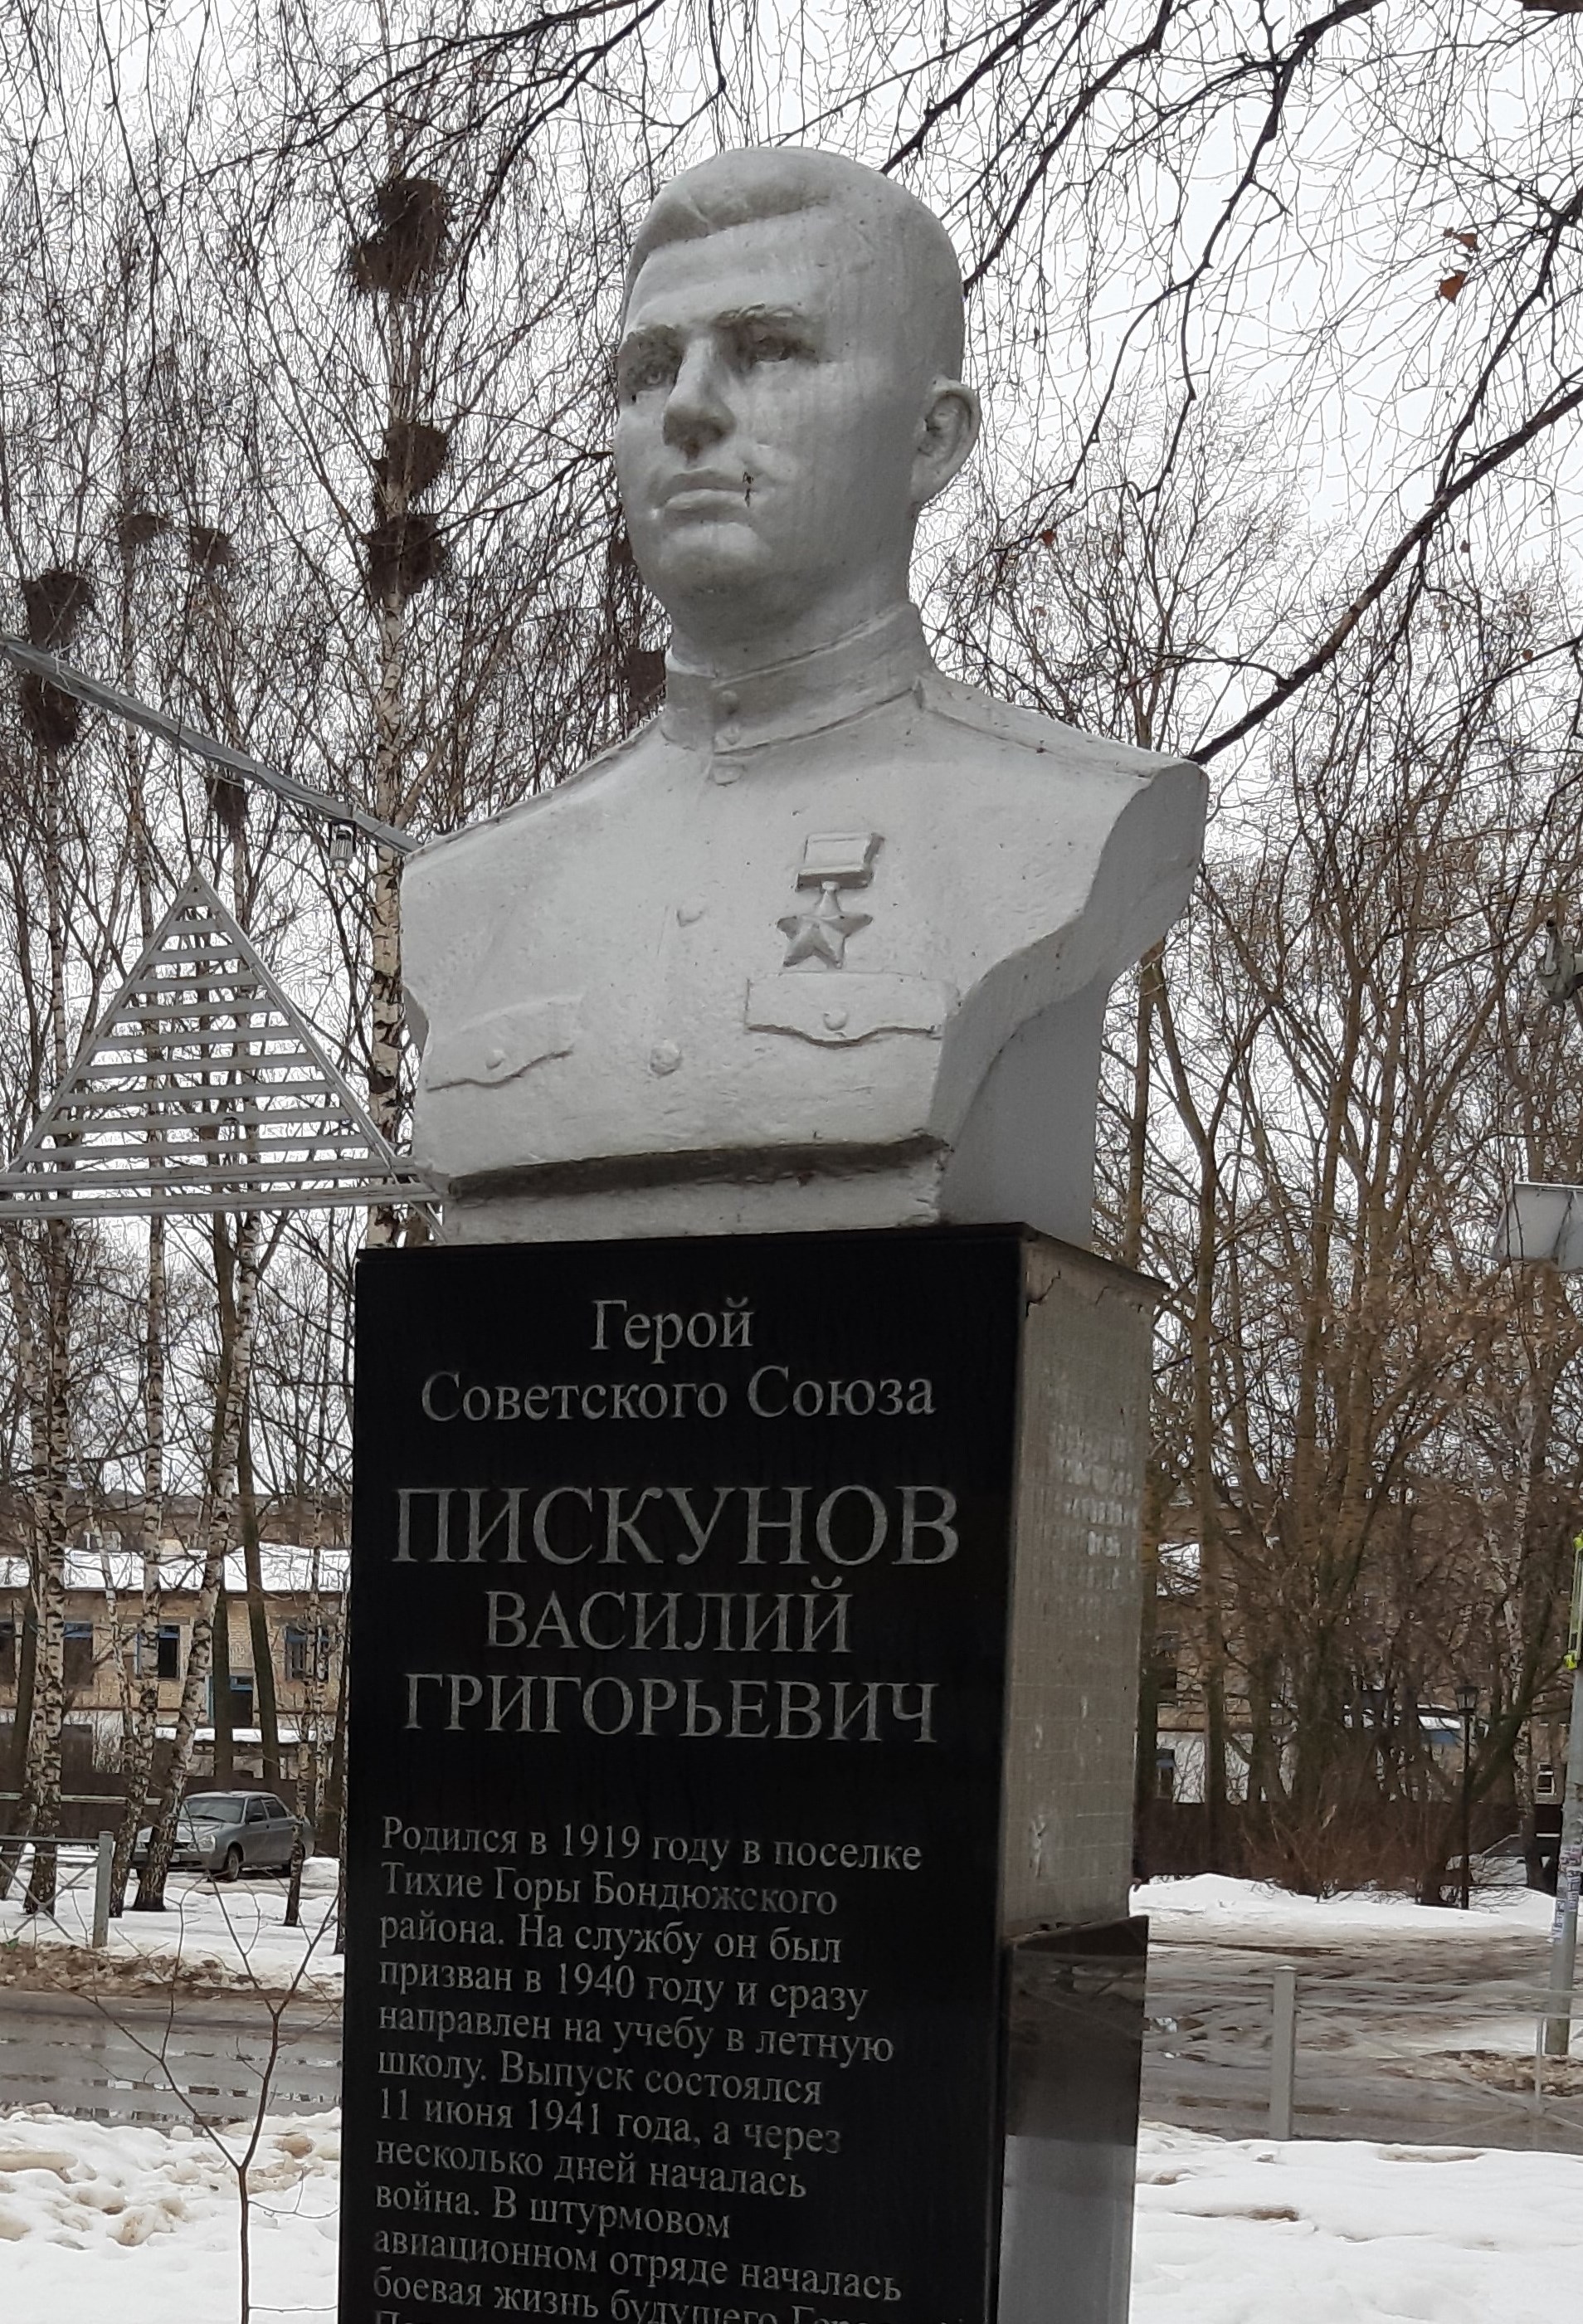 Герой
Советского Союза
ПИСКУНОВ
ВАСИЛИЙ
ГРИГОРЬЕВИЧ
Родился в 1919 году в поселке
Тихие Горы Бондюжского
района. На службу он был
призван в 1940 году и сразу
направлен на учебу в летную
школу. Выпуск состоялся
11 июня 1941 года, а через
несколько дней началась
война. В штурмовом
авиационном отряде началась
боевая жизнь будущего